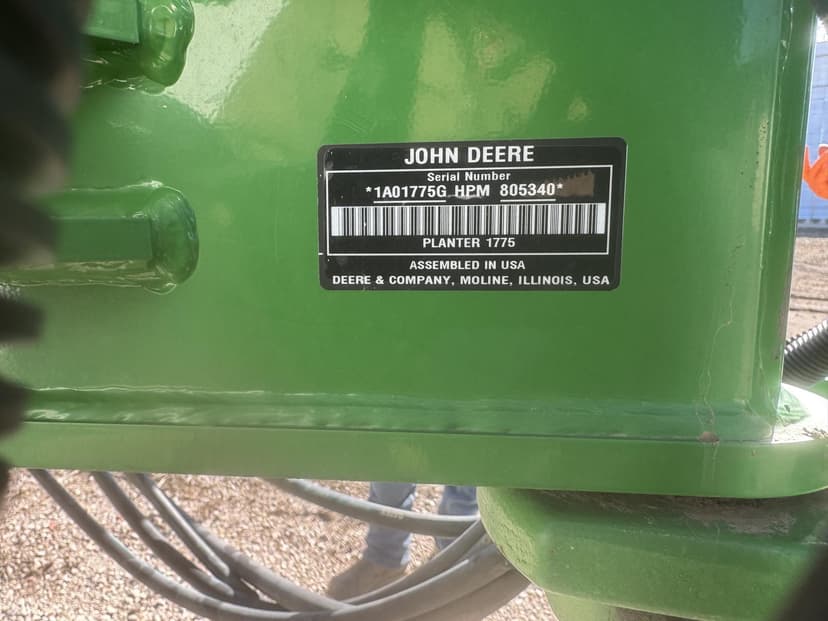 JOHN DEERE
Serial Number
*1A01775G HPM 805340*
PLANTER 1775
ASSEMBLED IN USA
DEERE & COMPANY, MOLINE, ILLINOIS, USA